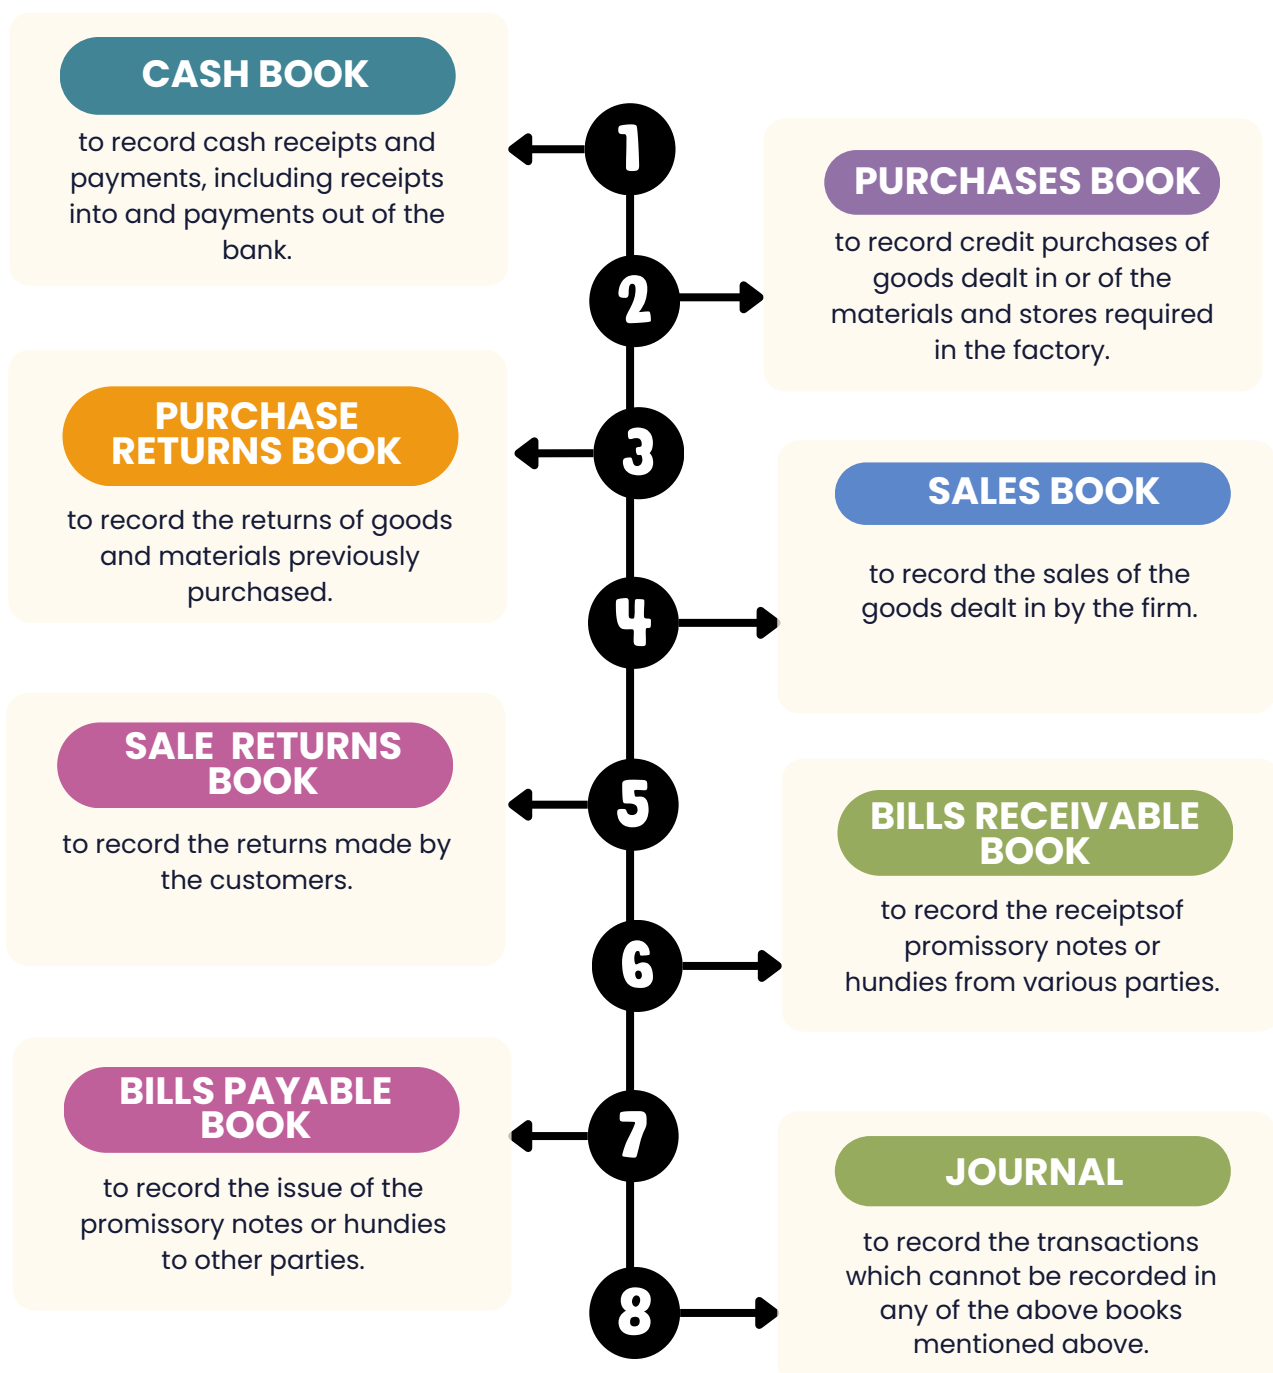 CASH BOOK
to record cash receipts and
payments, including receipts
into and payments out of the
bank.
1
PURCHASES BOOK
to record credit purchases of
goods dealt in or of the
materials and stores required
in the factory.
2
PURCHASE
RETURNS BOOK
to record the returns of goods
and materials previously
purchased.
3
SALES BOOK
to record the sales of the
goods dealt in by the firm.
4
SALE RETURNS
BOOK
to record the returns made by
the customers.
5
BILLS RECEIVABLE
BOOK
to record the receiptsof
promissory notes or
hundies from various parties.
6
BILLS PAYABLE
BOOK
to record the issue of the
promissory notes or hundies
to other parties.
7
JOURNAL
to record the transactions
which cannot be recorded in
any of the above books
mentioned above.
8